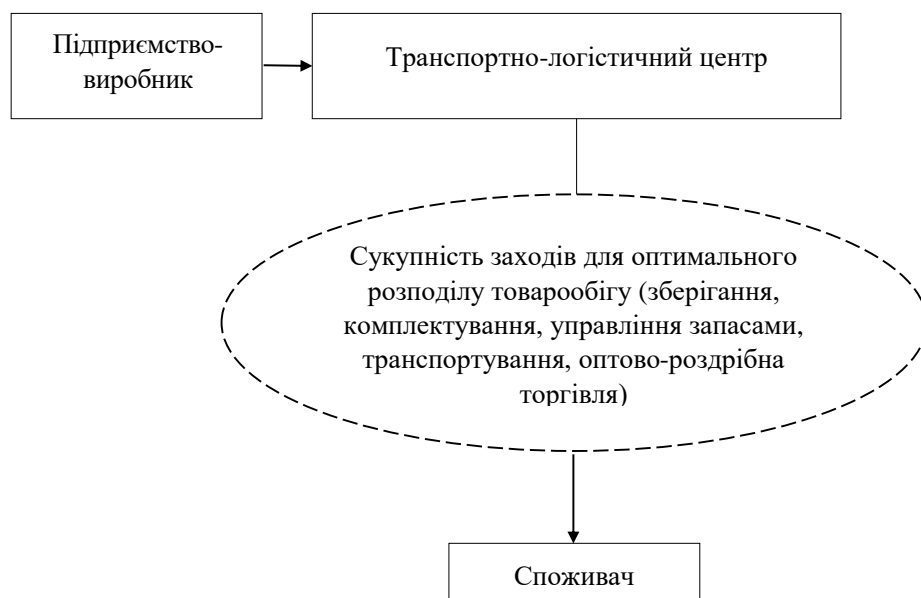 Підприємство-
виробник
Транспортно-логістичний центр
Сукупність заходів для оптимального
розподілу товарообігу (зберігання,
комплектування, управління запасами,
транспортування, оптово-роздрібна
торгівля)
Споживач